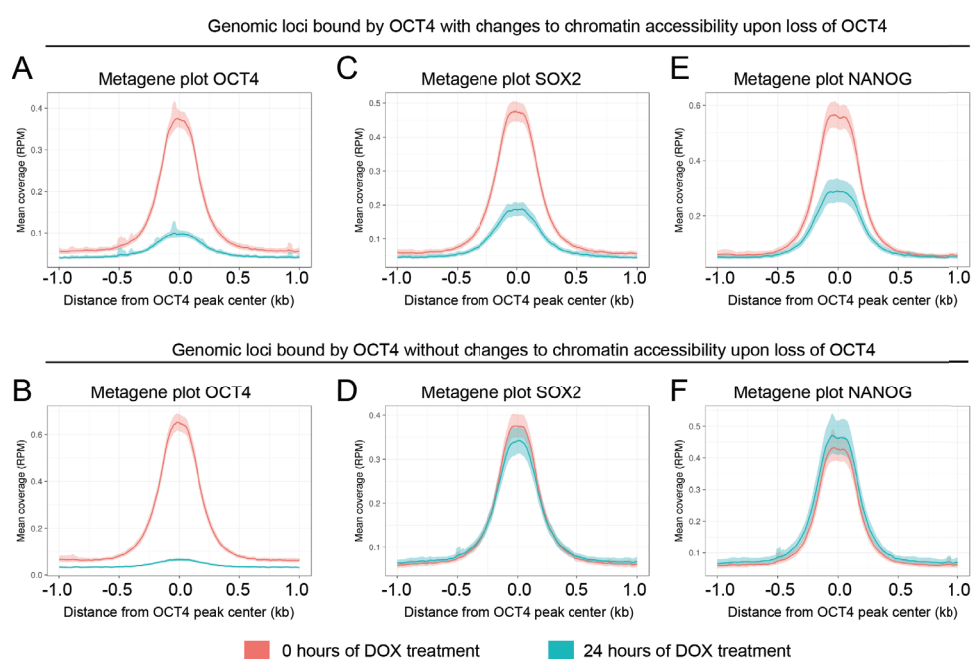 Genomic loci bound by OCT4 with changes to chromatin accessibility upon loss of OCT4
A
Metagene plot OCT4
Mean coverage (RPM)
0.4
0.3
0.2
0.1
-1.0 -0.5 0.0 0.5 1.0
Distance from OCT4 peak center (kb)
C
Metagene plot SOX2
Mean coverage (RPM)
0.5
0.4
0.3
0.2
0.1
-1.0 -0.5 0.0 0.5 1.0
Distance from OCT4 peak center (kb)
E
Metagene plot NANOG
Mean coverage (RPM)
0.6
0.4
0.2
-1.0 -0.5 0.0 0.5 1.0
Distance from OCT4 peak center (kb)
Genomic loci bound by OCT4 without changes to chromatin accessibility upon loss of OCT4
B
Metagene plot OCT4
Mean coverage (RPM)
0.6
0.4
0.2
0.0
-1.0 -0.5 0.0 0.5 1.0
Distance from OCT4 peak center (kb)
D
Metagene plot SOX2
Mean coverage (RPM)
0.4
0.3
0.2
0.1
-1.0 -0.5 0.0 0.5 1.0
Distance from OCT4 peak center (kb)
F
Metagene plot NANOG
Mean coverage (RPM)
0.5
0.4
0.3
0.2
0.1
-1.0 -0.5 0.0 0.5 1.0
Distance from OCT4 peak center (kb)
0 hours of DOX treatment
24 hours of DOX treatment